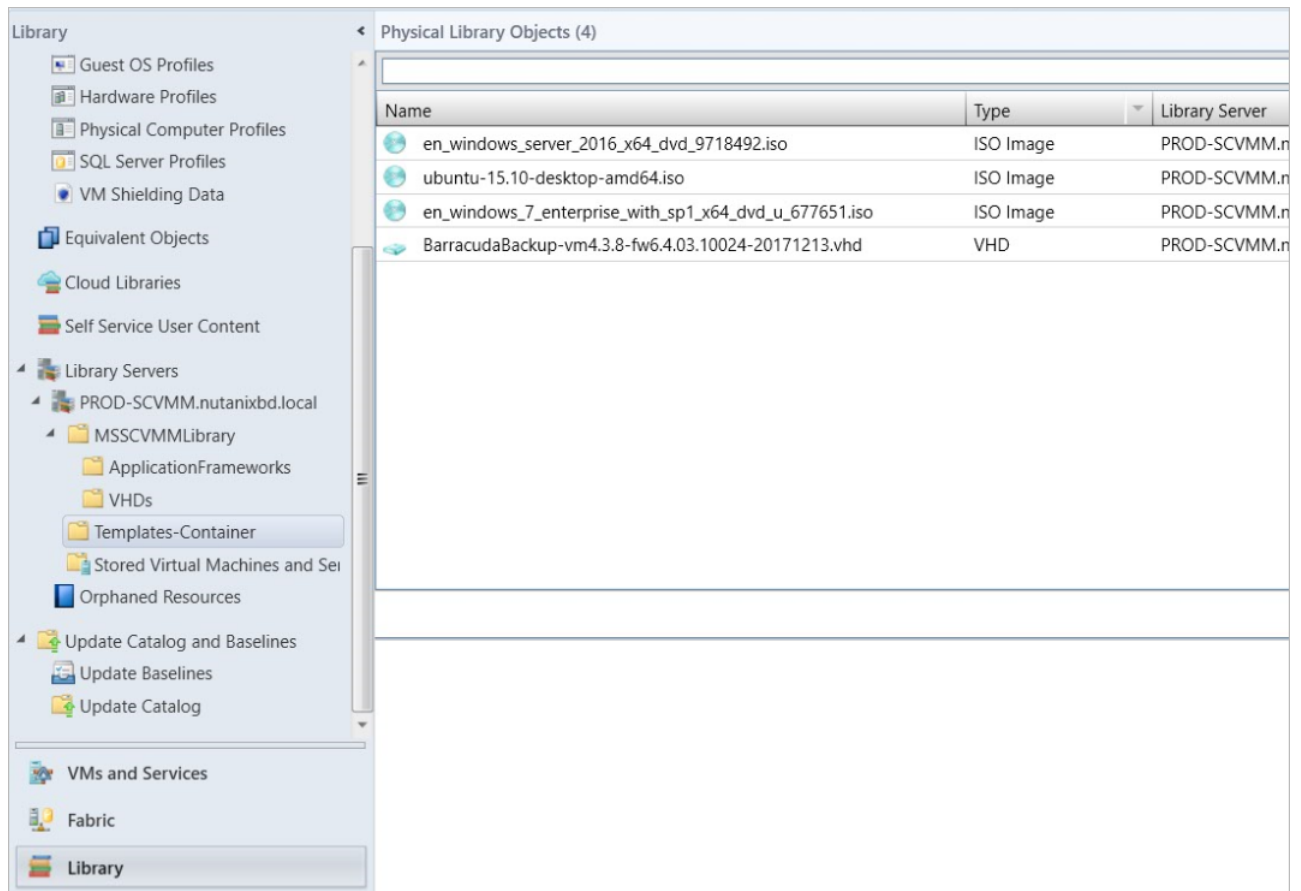 Library
Guest OS Profiles
Hardware Profiles
Physical Computer Profiles
SQL Server Profiles
VM Shielding Data
Equivalent Objects
Cloud Libraries
Self Service User Content
Library Servers
PROD-SCVMM.nutanixbd.local
MSSCVMMLibrary
ApplicationFrameworks
VHDs
Templates-Container
Stored Virtual Machines and Ser
Orphaned Resources
Update Catalog and Baselines
Update Baselines
Update Catalog
VMs and Services
Fabric
Library
Physical Library Objects (4)
Name Type Library Server
en_windows_server_2016_x64_dvd_9718492.iso ISO Image PROD-SCVMM.n
ubuntu-15.10-desktop-amd64.iso ISO Image PROD-SCVMM.n
en_windows_7_enterprise_with_sp1_x64_dvd_u_677651.iso ISO Image PROD-SCVMM.n
BarracudaBackup-vm4.3.8-fw6.4.03.10024-20171213.vhd VHD PROD-SCVMM.n